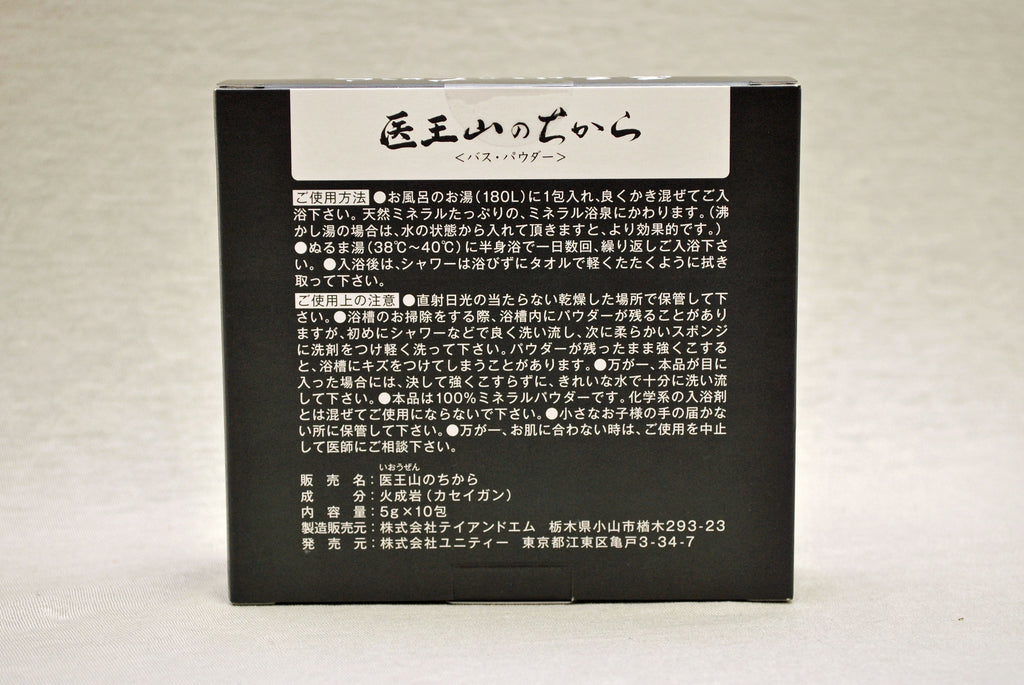 医王山のちから
<バス・パウダー>
ご使用方法 ●お風呂のお湯(180L)に1包入れ、良くかき混ぜてご入
浴下さい。天然ミネラルたっぷりの、ミネラル浴泉にかわります。(沸
かし湯の場合は、水の状態から入れて頂きますと、より効果的です。)
●ぬるま湯(38℃〜40℃)に半身浴で一日数回、繰り返しご入浴下さ
い。●入浴後は、シャワーは浴びずにタオルで軽くたたくように拭き
取って下さい。
ご使用上の注意 ●直射日光の当たらない乾燥した場所で保管して下
さい。●浴槽のお掃除をする際、浴槽内にパウダーが残ることがあり
ますが、初めにシャワーなどで良く洗い流し、次に柔らかいスポンジ
に洗剤をつけ軽く洗って下さい。パウダーが残ったまま強くこすする
と、浴槽にキズをつけてしまうことがあります。●万が一、本品が目に
入った場合には、決して強くこすらずに、きれいな水で十分に洗い流
して下さい。●本品は100%ミネラルパウダーです。化学系の入浴剤
とは混ぜてご使用にならないで下さい。●小さなお子様の手の届かな
い所に保管して下さい。●万が一、お肌に合わない時は、ご使用を中止
して医師にご相談下さい。
いおうぜん
販売名:医王山のちから
成分:火成岩(カセイガン)
内容量:5g×10包
製造販売元:株式会社テイアンドエム 栃木県小山市楢木293-23
発売元:株式会社ユニティー 東京都江東区亀戸3-34-7